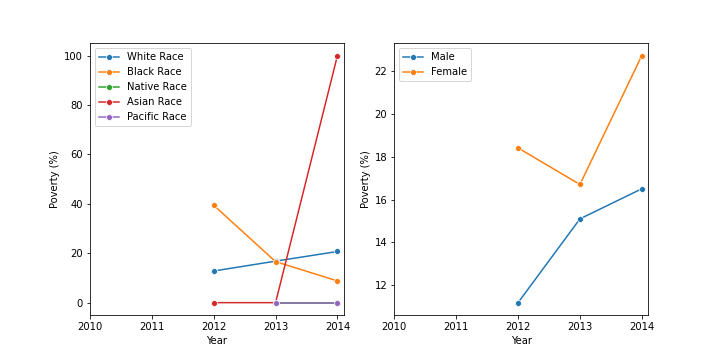 100
80
60
40
20
0
Poverty (%)
2010
2011
2012
2013
2014
Year
White Race
Black Race
Native Race
Asian Race
Pacific Race
22
20
18
16
14
12
Poverty (%)
2010
2011
2012
2013
2014
Year
Male
Female